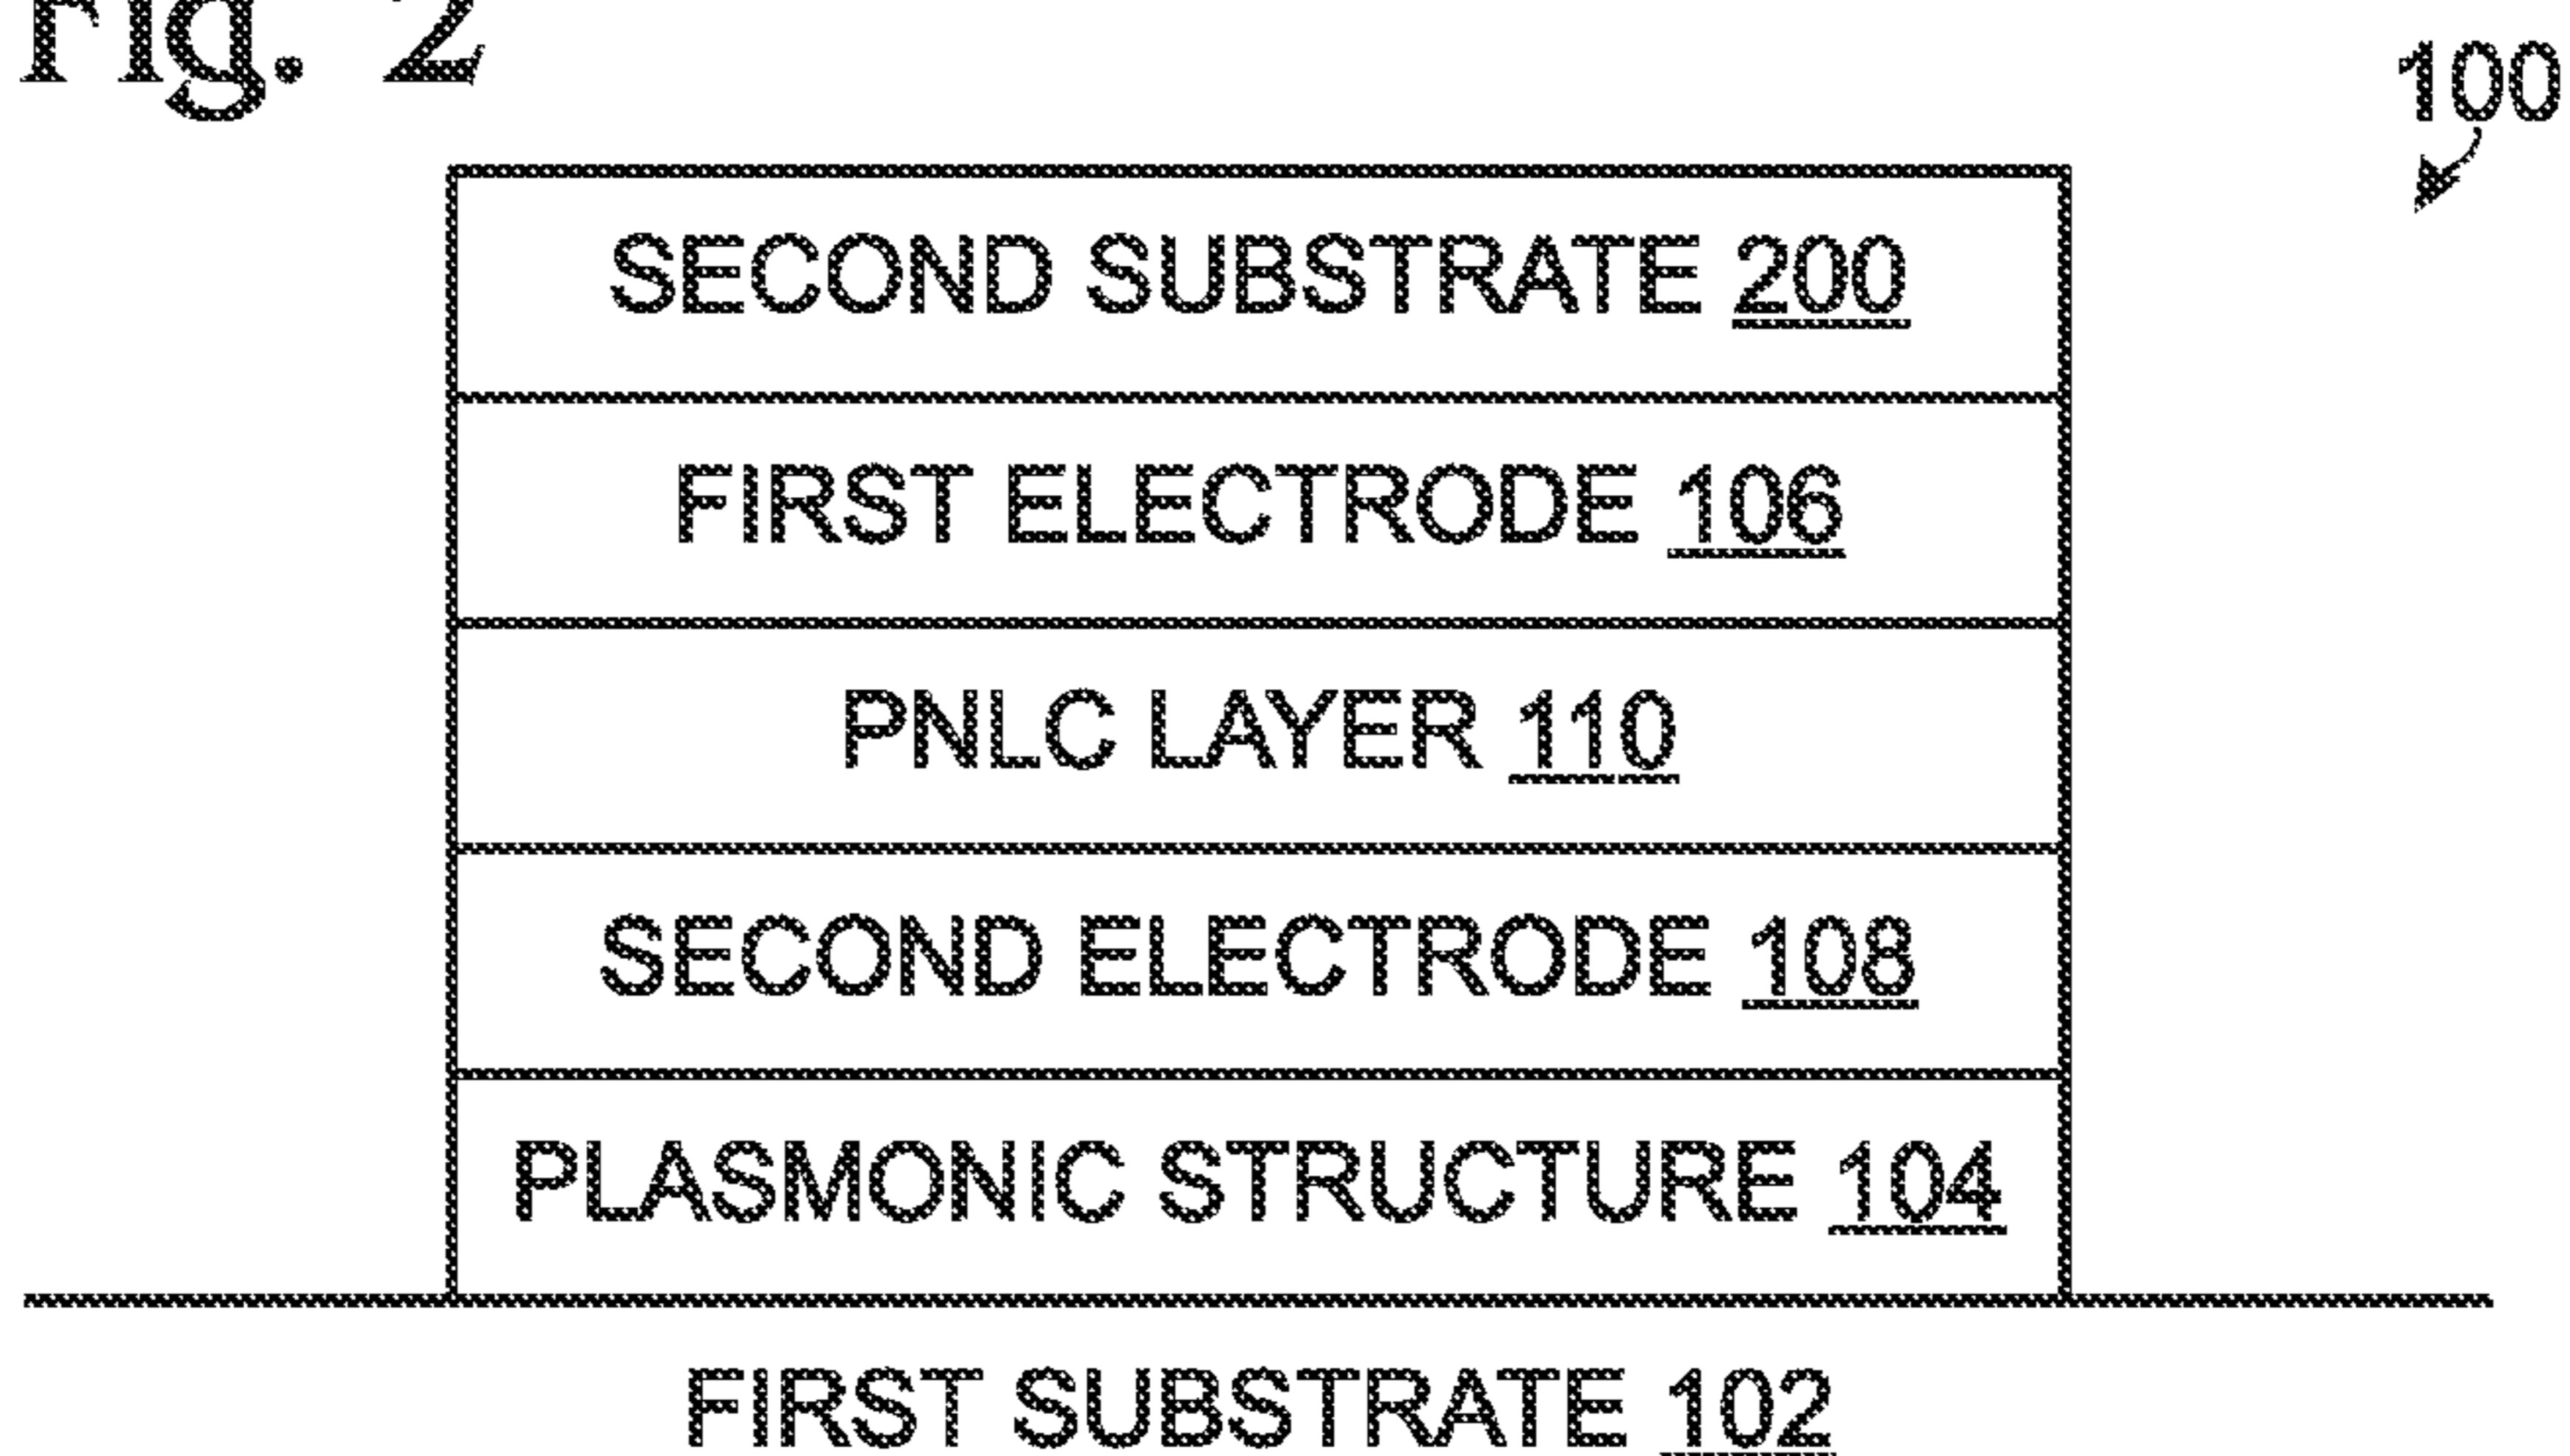 Fig. 2
100
SECOND SUBSTRATE 200
FIRST ELECTRODE 106
PNLC LAYER 110
SECOND ELECTRODE 108
PLASMONIC STRUCTURE 104
FIRST SUBSTRATE 102